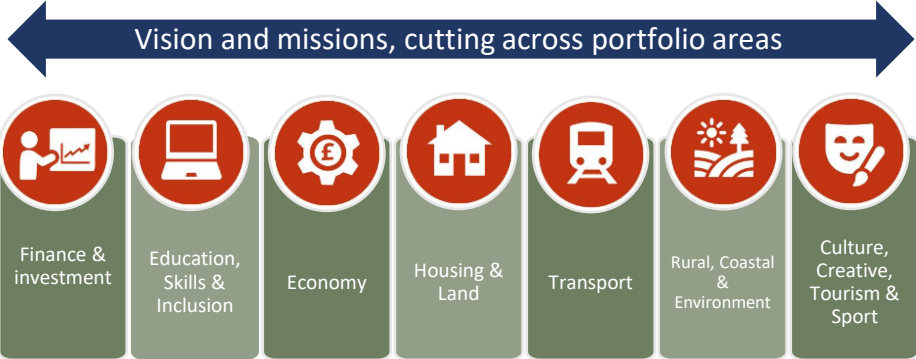 Vision and missions, cutting across portfolio areas
£
Finance &
investment
Education,
Skills &
Inclusion
Economy
Housing &
Land
Transport
Rural, Coastal
&
Environment
Culture,
Creative,
Tourism &
Sport